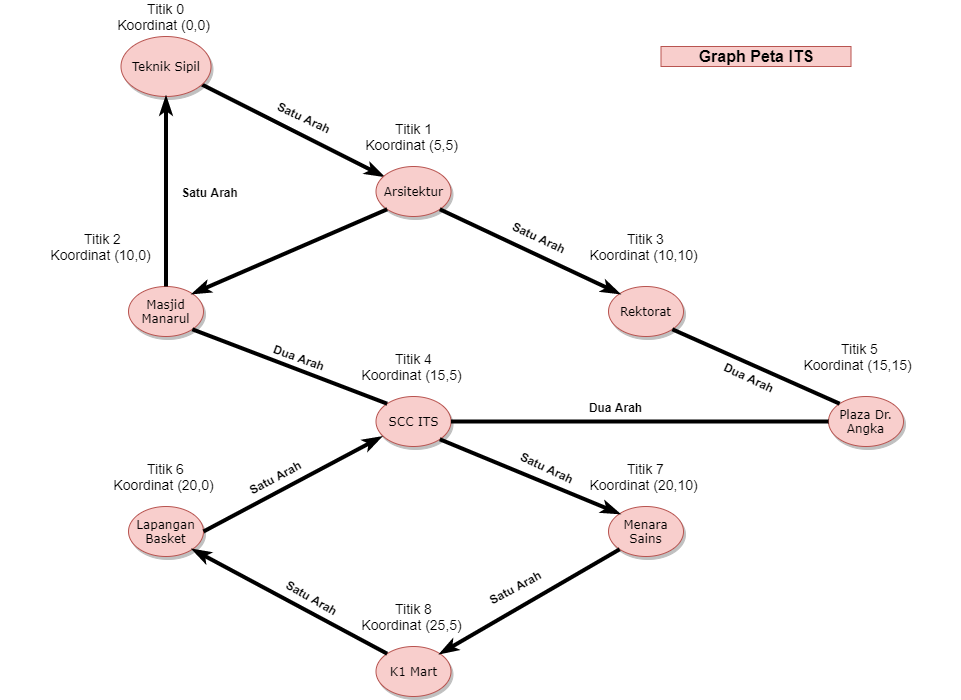 Titik 0
Koordinat (0,0)
Graph Peta ITS
Teknik Sipil
Satu Arah
Titik 1
Koordinat (5,5)
Satu Arah
Arsitektur
Titik 2
Koordinat (10,0)
Satu Arah
Titik 3
Koordinat (10,10)
Masjid
Manarul
Rektorat
Dua Arah
Titik 4
Koordinat (15,5)
Titik 5
Koordinat (15,15)
Dua Arah
Dua Arah
SCC ITS
Plaza Dr.
Angka
Titik 6
Koordinat (20,0)
Satu Arah
Satu Arah
Titik 7
Koordinat (20,10)
Lapangan
Basket
Menara
Sains
Satu Arah
Satu Arah
Titik 8
Koordinat (25,5)
K1 Mart